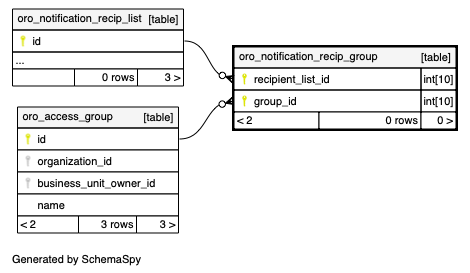 oro_notification_recip_list [table]
id
...
0 rows 3 >
oro_access_group [table]
id
organization_id
business_unit_owner_id
name
< 2 3 rows 3 >
oro_notification_recip_group [table]
recipient_list_id int[10]
group_id int[10]
< 2 0 rows 0 >
Generated by SchemaSpy